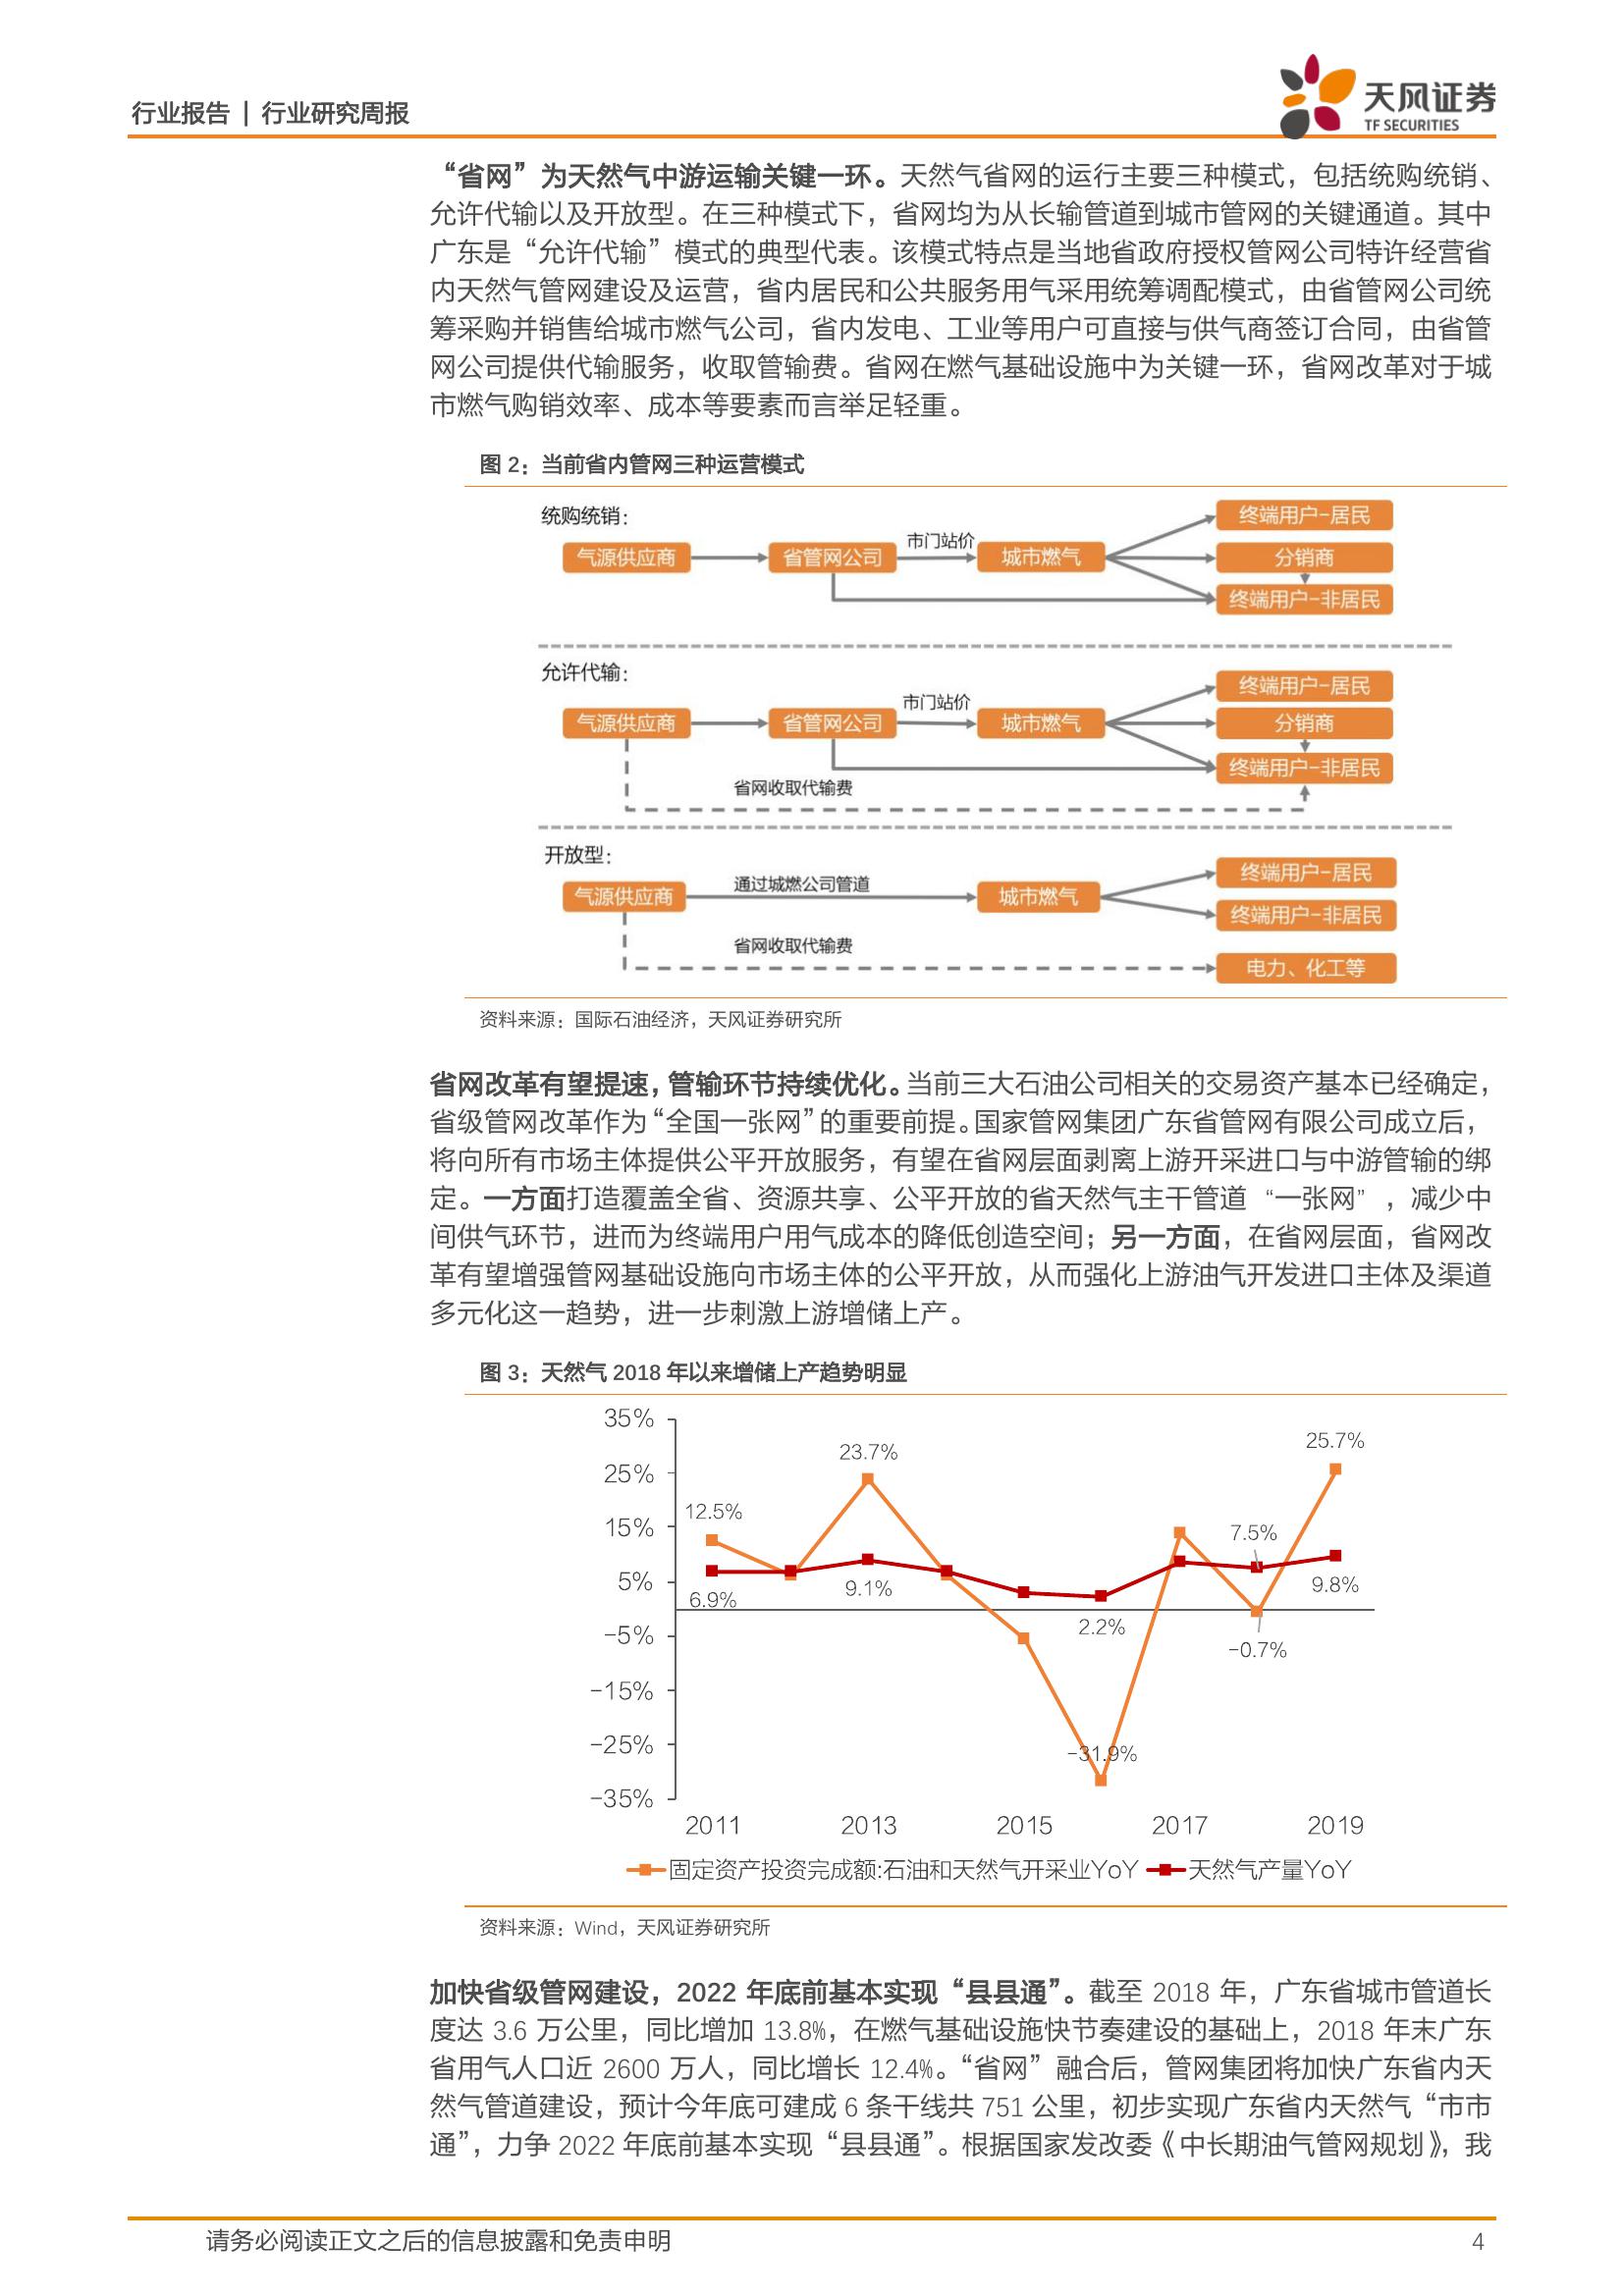 行业报告 | 行业研究周报
天风证券
TF SECURITIES
“省网”为天然气中游运输关键一环。天然气省网的运行主要三种模式，包括统购统销、
允许代输以及开放型。在三种模式下，省网均为从长输管道到城市管网的关键通道。其中
广东是“允许代输”模式的典型代表。该模式特点是当地省政府授权管网公司特许经营省
内天然气管网建设及运营，省内居民和公共服务用气采用统筹调配模式，由省管网公司统
筹采购并销售给城市燃气公司，省内发电、工业等用户可直接与供气商签订合同，由省管
网公司提供代输服务，收取管输费。省网在燃气基础设施中为关键一环，省网改革对于城
市燃气购销效率、成本等要素而言举足轻重。
图 2：当前省内管网三种运营模式
统购统销：
终端用户-居民
气源供应商
省管网公司
市门站价
城市燃气
分销商
终端用户-非居民
允许代输：
终端用户-居民
气源供应商
省管网公司
市门站价
城市燃气
分销商
终端用户-非居民
省网收取代输费
开放型：
终端用户-居民
气源供应商
通过城燃公司管道
城市燃气
终端用户-非居民
省网收取代输费
电力、化工等
资料来源：国际石油经济，天风证券研究所
省网改革有望提速，管输环节持续优化。当前三大石油公司相关的交易资产基本已经确定，
省级管网改革作为“全国一张网”的重要前提。国家管网集团广东省管网有限公司成立后，
将向所有市场主体提供公平开放服务，有望在省网层面剥离上游开采进口与中游管输的绑
定。一方面打造覆盖全省、资源共享、公平开放的省天然气主干管道 “一张网” ，减少中
间供气环节，进而为终端用户用气成本的降低创造空间；另一方面，在省网层面，省网改
革有望增强管网基础设施向市场主体的公平开放，从而强化上游油气开发进口主体及渠道
多元化这一趋势，进一步刺激上游增储上产。
图 3：天然气 2018 年以来增储上产趋势明显
35%
25%
15%
5%
-5%
-15%
-25%
-35%
12.5%
23.7%
25.7%
7.5%
6.9%
9.1%
9.8%
2.2%
-0.7%
-31.9%
2011 2013 2015 2017 2019
固定资产投资完成额:石油和天然气开采业YoY 天然气产量YoY
资料来源：Wind，天风证券研究所
加快省级管网建设，2022 年底前基本实现“县县通”。截至 2018 年，广东省城市管道长
度达 3.6 万公里，同比增加 13.8%，在燃气基础设施快节奏建设的基础上，2018 年末广东
省用气人口近 2600 万人，同比增长 12.4%。“省网”融合后，管网集团将加快广东省内天
然气管道建设，预计今年底可建成 6 条干线共 751 公里，初步实现广东省内天然气“市市
通”，力争 2022 年底前基本实现“县县通”。根据国家发改委《中长期油气管网规划》，我
请务必阅读正文之后的信息披露和免责申明
4